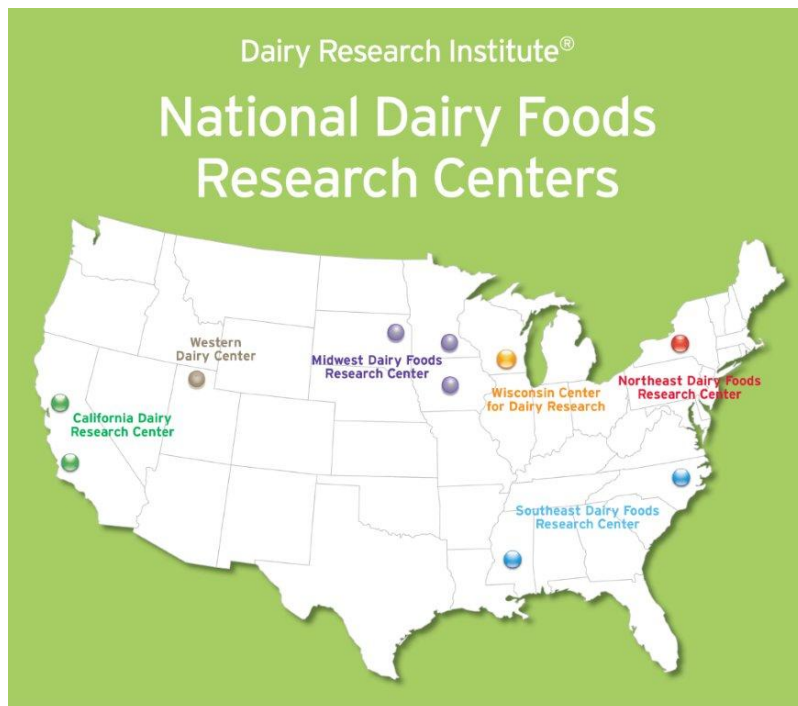 Dairy Research Institute®
National Dairy Foods
Research Centers
Western
Dairy Center
Midwest Dairy Foods
Research Center
Wisconsin Center
for Dairy Research
Northeast Dairy Foods
Research Center
California Dairy
Research Center
Southeast Dairy Foods
Research Center